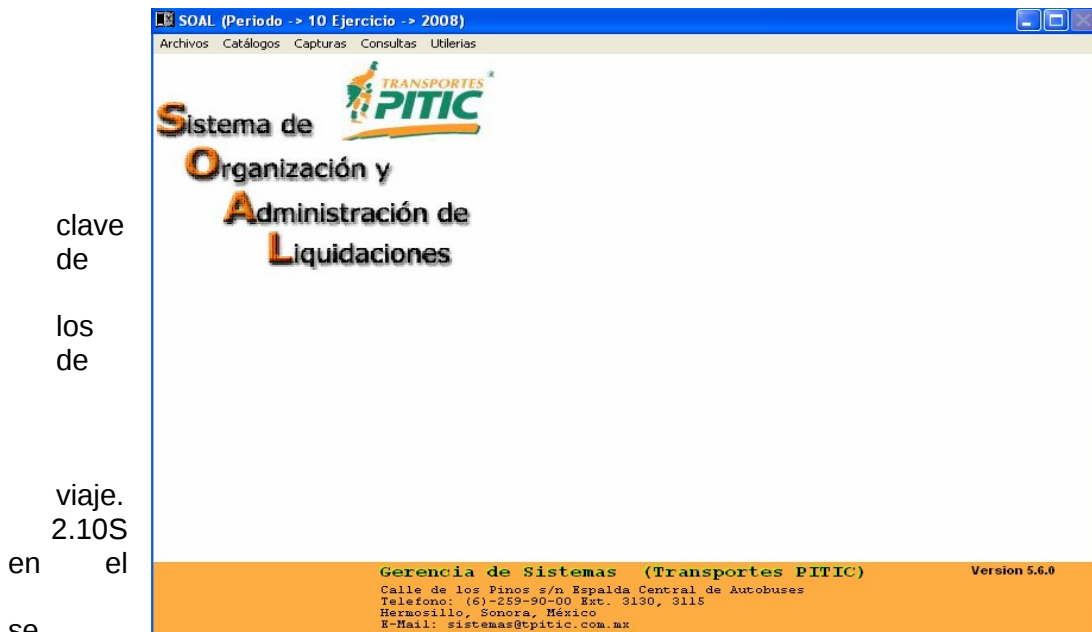 SOAL (Periodo -> 10 Ejercicio -> 2008)
Archivos Catálogos Capturas Consultas Utilerias
TRANSPORTES
PITIC
Sistema de
Organización y
Administración de
Liquidaciones
clave
de
los
de
viaje.
2.10S
en el
se
Gerencia de Sistemas (Transportes PITIC)
Version 5.6.0
Calle de los Pinos s/n Espalda Central de Autobuses
Telefono: (6)-259-90-00 Ext. 3130, 3115
Hermosillo, Sonora, México
E-Mail: sistemas@tpitic.com.mx